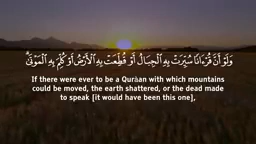 وَلَوْ أَنَّ قُرْءَانًا سُيِّرَتْ بِهِ ٱلْجِبَالُ أَوْ قُطِّعَتْ بِهِ ٱلْأَرْضُ أَوْ كُلِّمَ بِهِ ٱلْمَوْتَىٰ ۗ
If there were ever to be a Quràan with which mountains
could be moved, the earth shattered, or the dead made
to speak [it would have been this one],